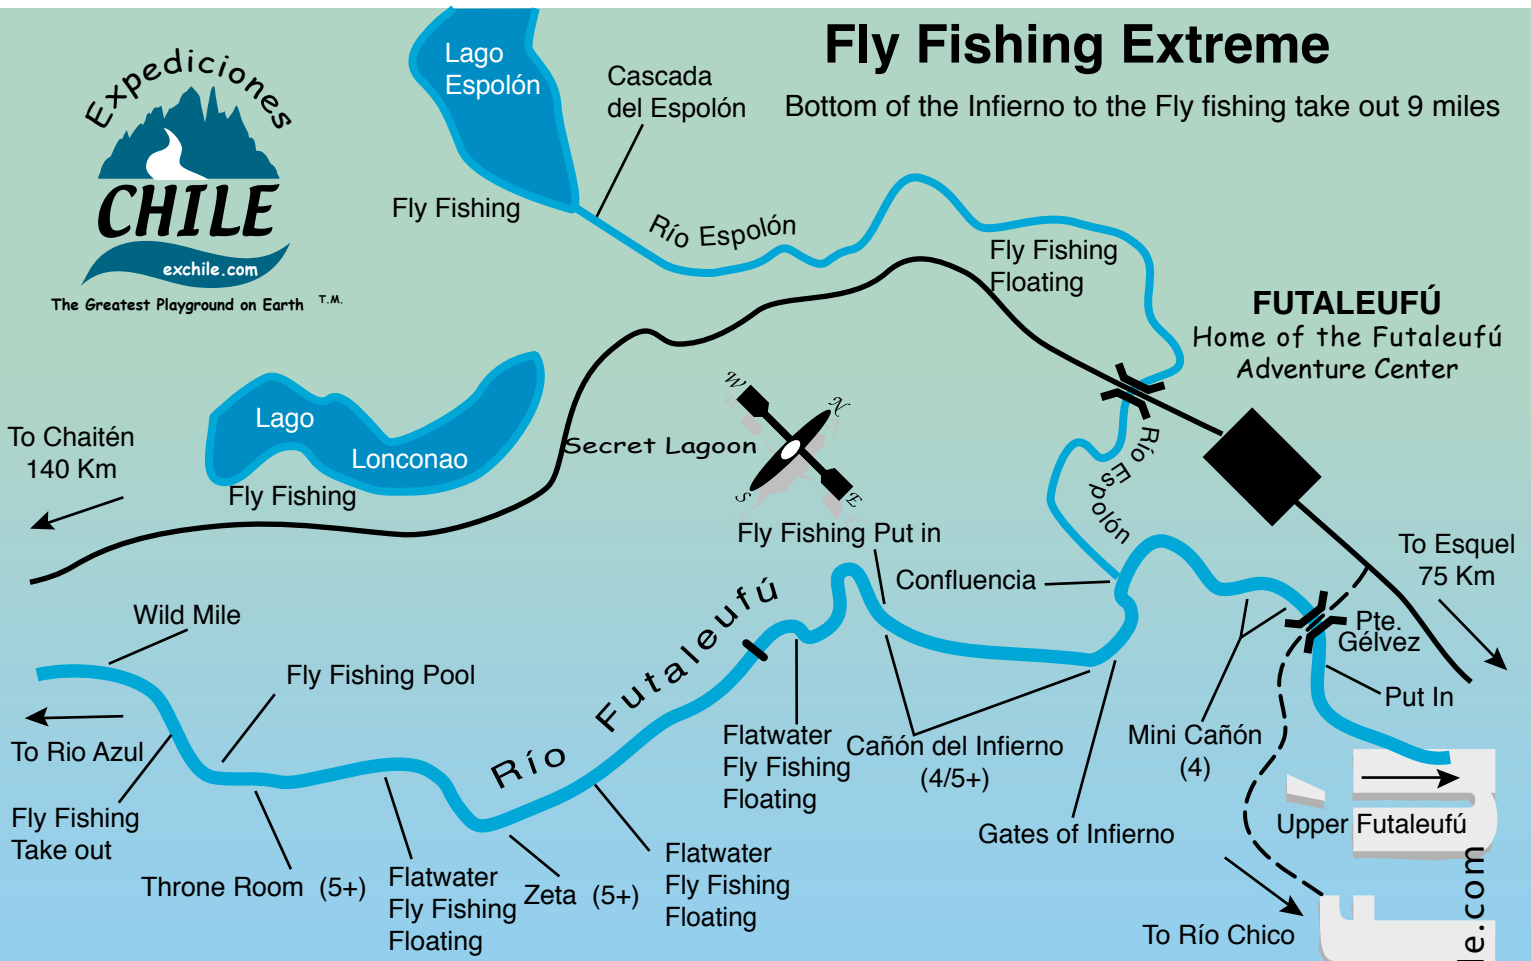 Fly Fishing Extreme
Bottom of the Infierno to the Fly fishing take out 9 miles
Expediciones
CHILE
exchile.com
The Greatest Playground on Earth T.M.
Lago
Espolón
Cascada
del Espolón
Fly Fishing
Río Espolón
Fly Fishing
Floating
FUTALEUFÚ
Home of the Futaleufú
Adventure Center
Lago
Lonconao
Fly Fishing
To Chaitén
140 Km
Secret Lagoon
W
N
S
E
Río Espolón
Fly Fishing Put in
Confluencia
To Esquel
75 Km
Pte.
Gélvez
Put In
Wild Mile
Fly Fishing Pool
To Rio Azul
Río Futaleufú
Flatwater
Fly Fishing
Floating
Cañón del Infierno
(4/5+)
Mini Cañón
(4)
Gates of Infierno
Upper Futaleufú
Fly Fishing
Take out
Throne Room (5+)
Flatwater
Fly Fishing
Floating
Zeta (5+)
Flatwater
Fly Fishing
Floating
To Río Chico
le.com
f
ú